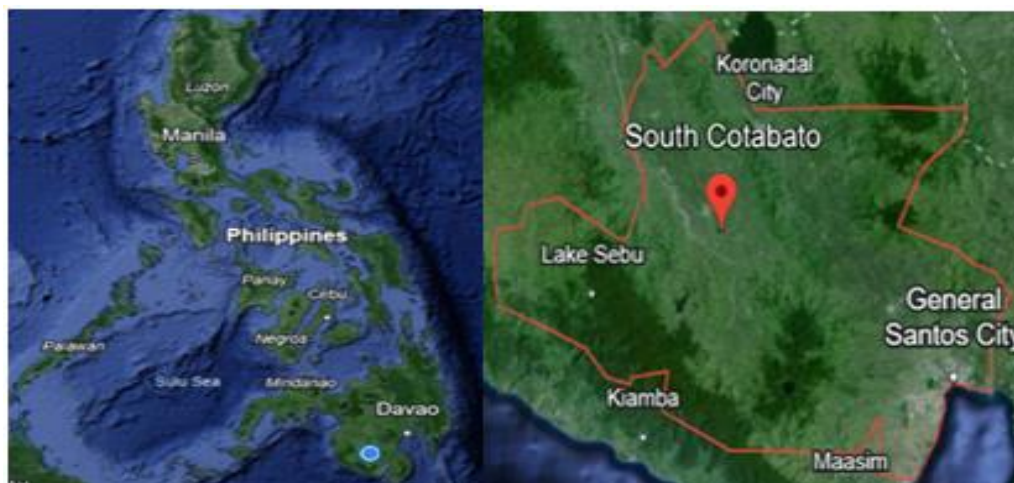 Luzon
Manila
Philippines
Panay
Cebu
Negros
Palawan
Sulu Sea
Mindanao
Davao
Koronadal
City
South Cotabato
Lake Sebu
General
Santos City
Kiamba
Maasim